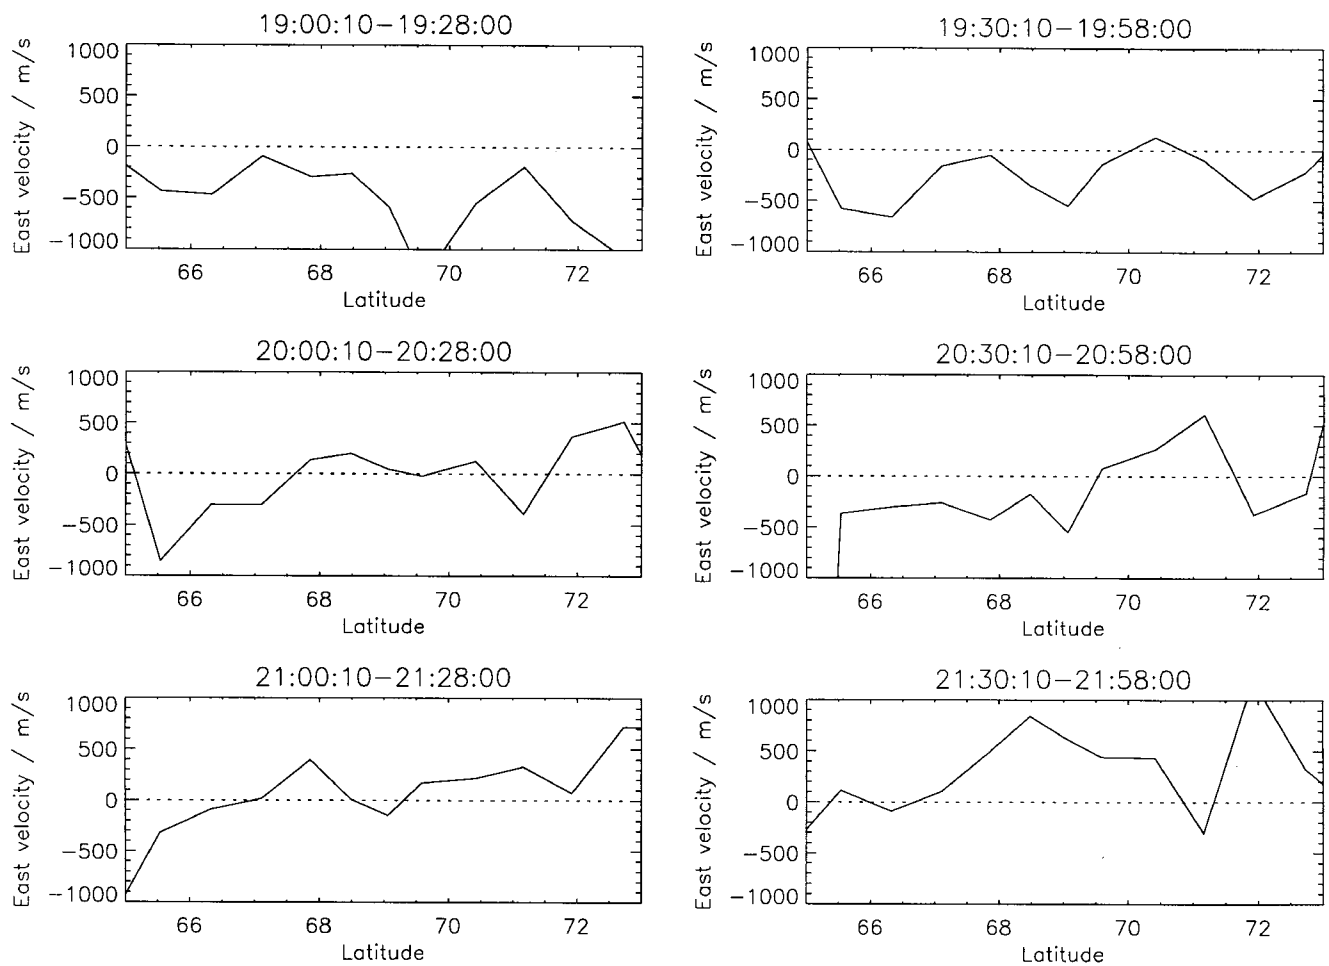 19:00:10−19:28:00
East velocity / m/s
1000
500
0
−500
−1000
66 68 70 72
Latitude
19:30:10−19:58:00
East velocity / m/s
1000
500
0
−500
−1000
66 68 70 72
Latitude
20:00:10−20:28:00
East velocity / m/s
1000
500
0
−500
−1000
66 68 70 72
Latitude
20:30:10−20:58:00
East velocity / m/s
1000
500
0
−500
−1000
66 68 70 72
Latitude
21:00:10−21:28:00
East velocity / m/s
1000
500
0
−500
−1000
66 68 70 72
Latitude
21:30:10−21:58:00
East velocity / m/s
1000
500
0
−500
−1000
66 68 70 72
Latitude